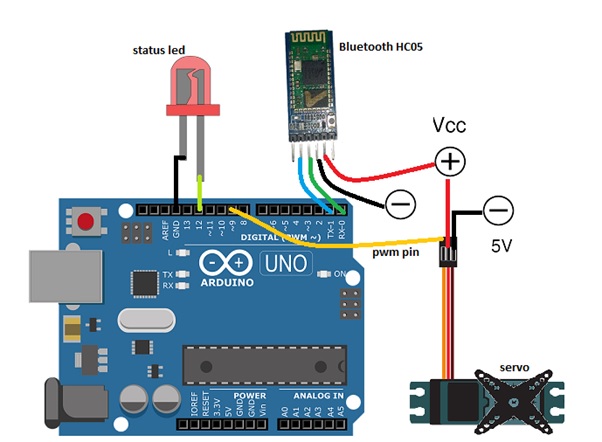 status led
Bluetooth HC05
Vcc
5V
pwm pin
servo
AREF
GND
13
12
~11
~10
~9
8
7
~6
~5
4
~3
2
TX-1
RX-0
DIGITAL (PWM ~)
L
TX
RX
UNO
ON
ARDUINO
POWER
ANALOG IN
IOREF
RESET
3.3V
5V
GND
GND
Vin
A0
A1
A2
A3
A4
A5